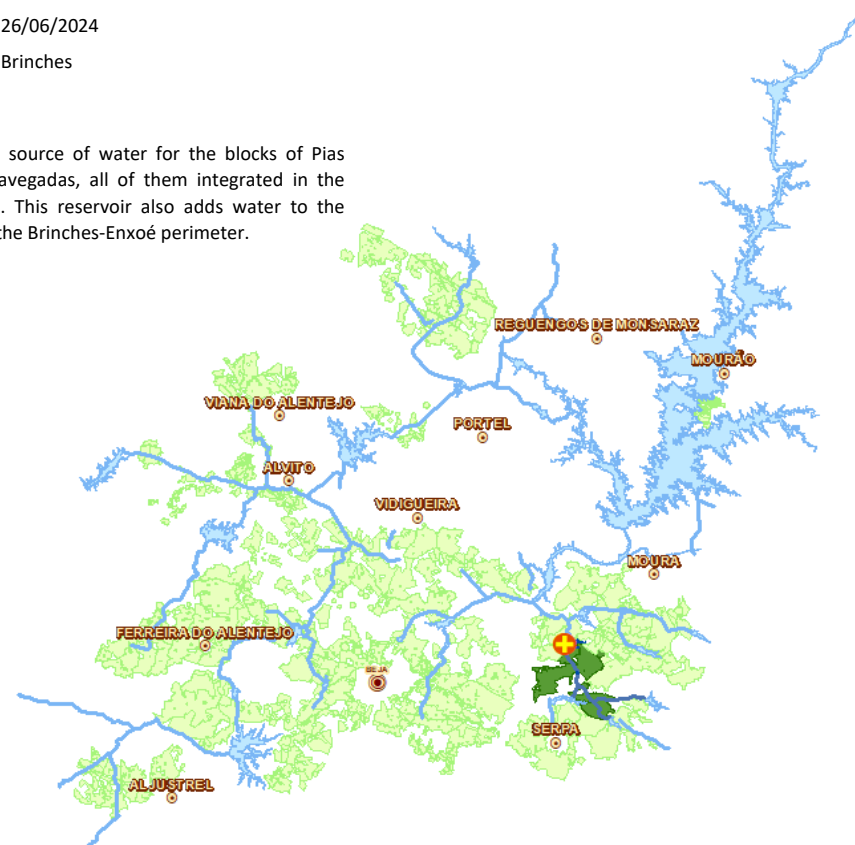 26/06/2024
Brinches
source of water for the blocks of Pias
avegadas, all of them integrated in the
. This reservoir also adds water to the
the Brinches-Enxoé perimeter.
REGUENGOS DE MONSARAZ
MOURÃO
VIANA DO ALENTEJO
PORTEL
ALVITO
VIDIGUEIRA
MOURA
FERREIRA DO ALENTEJO
BEJA
SERPA
ALJUSTREL